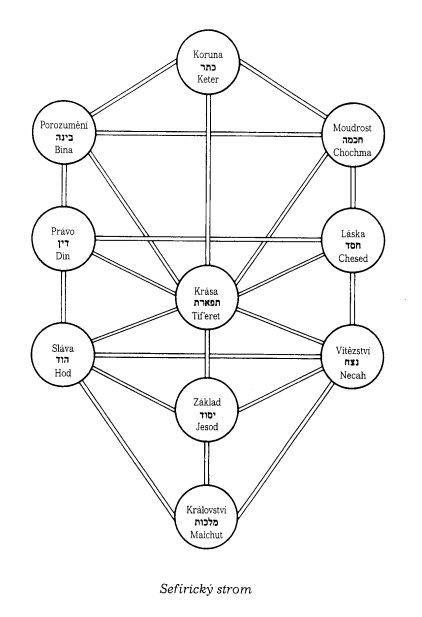 Koruna
כתר
Keter
Porozumění
בינה
Bina
Moudrost
חכמה
Chochma
Právo
דין
Din
Láska
חסד
Chesed
Krása
תפארת
Tif'eret
Sláva
הוד
Hod
Vítězství
נצח
Necah
Základ
יסוד
Jesod
Království
מלכות
Malchut
Sefirický strom